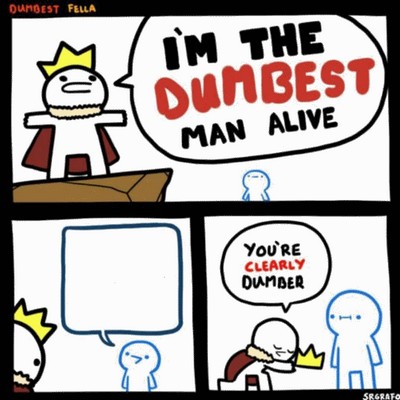 DUMBEST FELLA
I'M THE
DUMBEST
MAN ALIVE
YOU'RE
CLEARLY
DUMBER
SRGRAFO